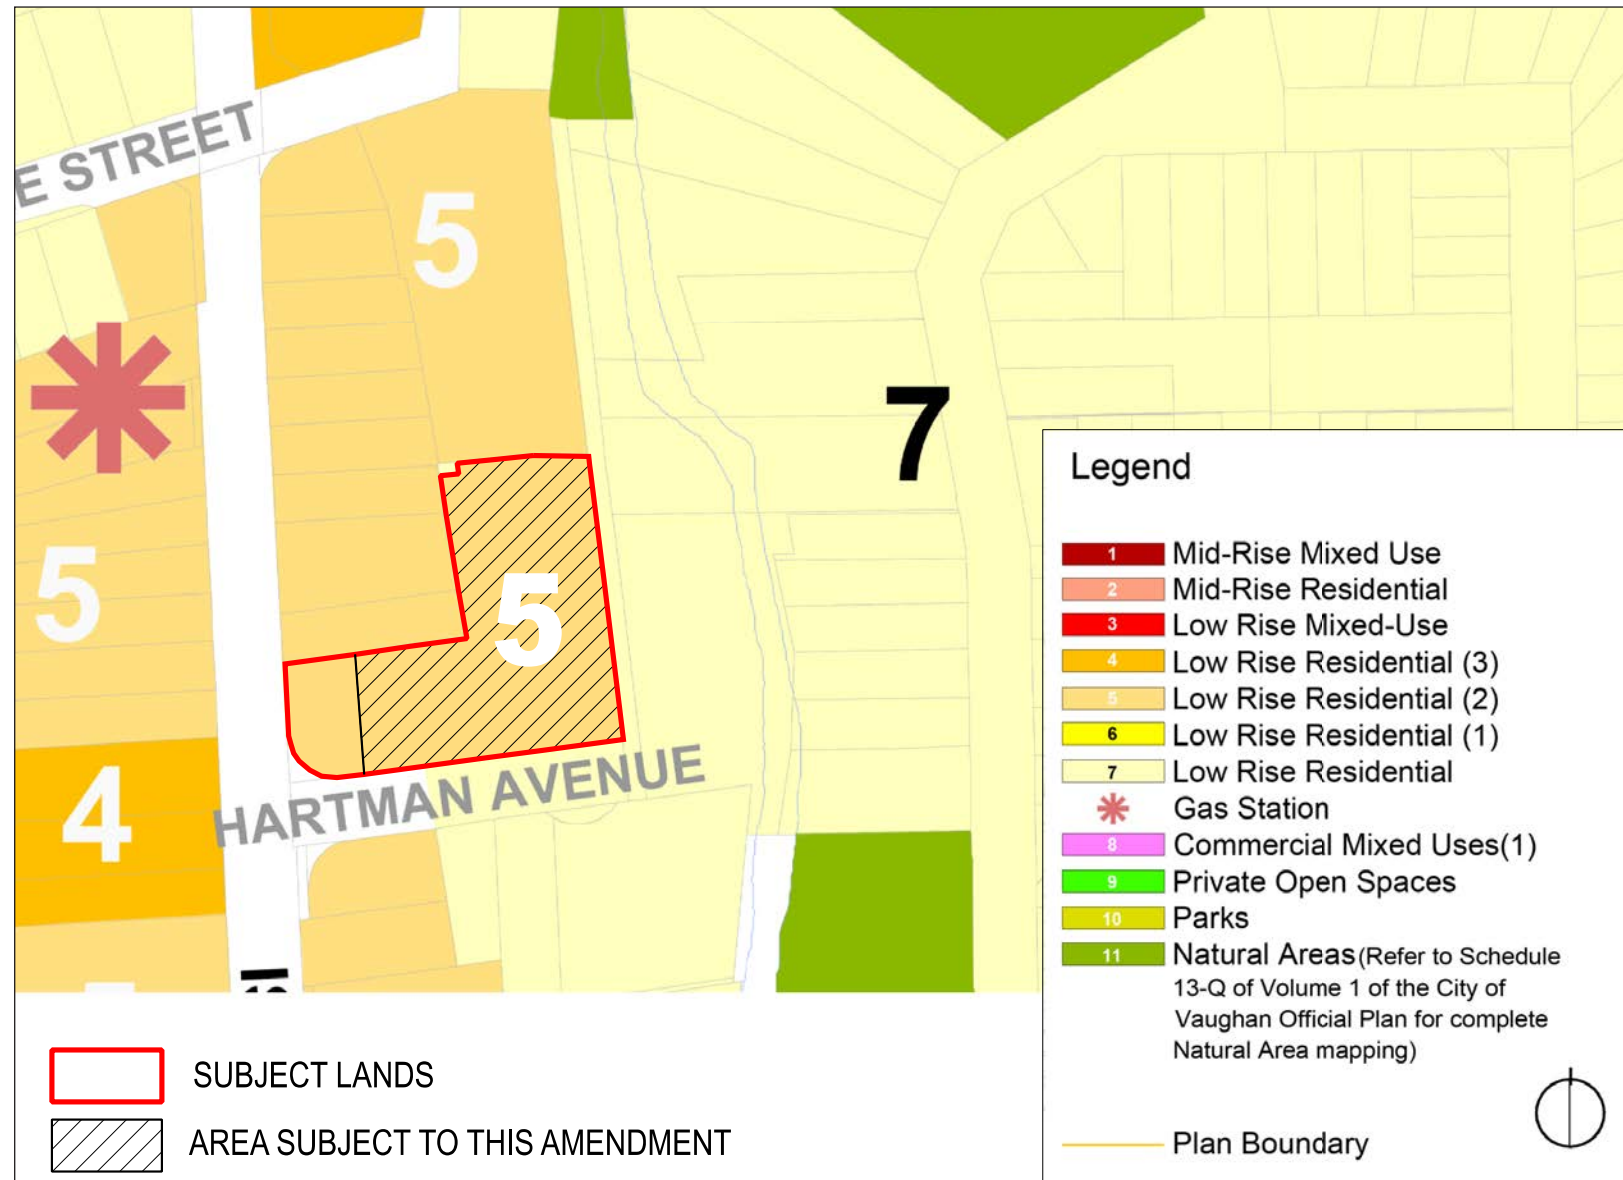 E STREET
5
7
5
5
4
HARTMAN AVENUE
Legend
1 Mid-Rise Mixed Use
2 Mid-Rise Residential
3 Low Rise Mixed-Use
4 Low Rise Residential (3)
5 Low Rise Residential (2)
6 Low Rise Residential (1)
7 Low Rise Residential
Gas Station
8 Commercial Mixed Uses(1)
9 Private Open Spaces
10 Parks
11 Natural Areas (Refer to Schedule
13-Q of Volume 1 of the City of
Vaughan Official Plan for complete
Natural Area mapping)
Plan Boundary
SUBJECT LANDS
AREA SUBJECT TO THIS AMENDMENT